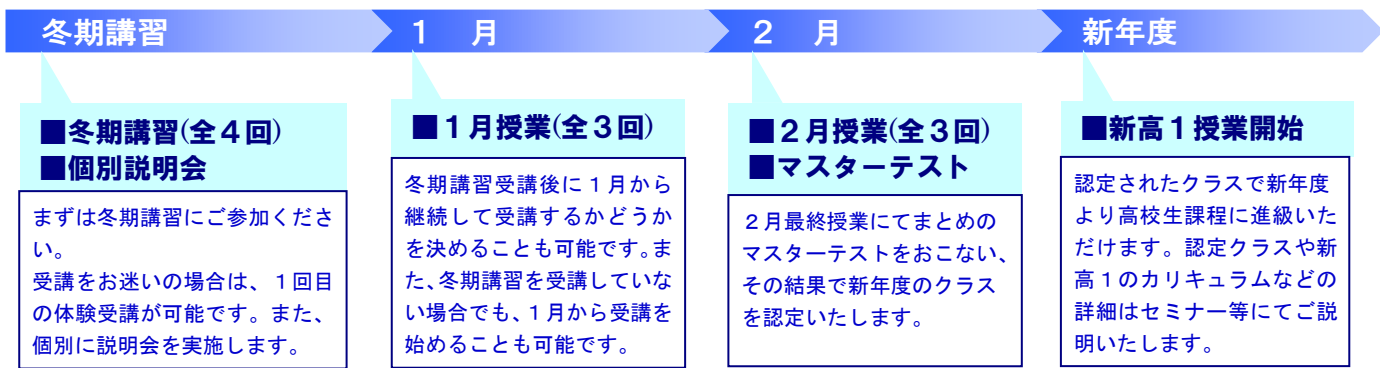 冬期講習
１　月
２　月
新年度
■冬期講習(全４回)
■個別説明会
まずは冬期講習にご参加くださ
い。
受講をお迷いの場合は、１回目
の体験受講が可能です。また、
個別に説明会を実施します。
■１月授業(全３回)
冬期講習受講後に１月から
継続して受講するかどうか
を決めることも可能です。ま
た、冬期講習を受講していな
い場合でも、１月から受講を
始めることも可能です。
■２月授業(全３回)
■マスターテスト
２月最終授業にてまとめの
マスターテストをおこない、
その結果で新年度のクラス
を認定いたします。
■新高１授業開始
認定されたクラスで新年度
より高校生課程に進級いた
だけます。認定クラスや新
高１のカリキュラムなどの
詳細はセミナー等にてご説
明いたします。